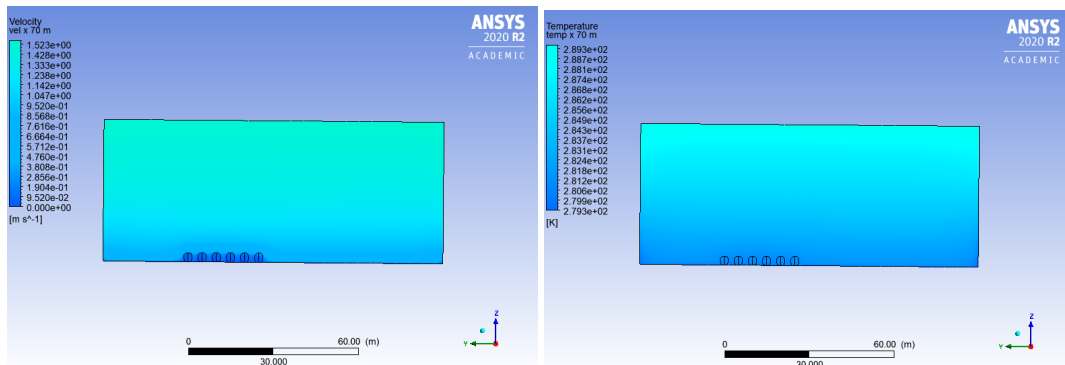 Velocity
vel x 70 m
1.523e+00
1.428e+00
1.333e+00
1.238e+00
1.142e+00
1.047e+00
9.520e-01
8.568e-01
7.616e-01
6.664e-01
5.712e-01
4.760e-01
3.808e-01
2.856e-01
1.904e-01
9.520e-02
0.000e+00
[m s^-1]
ANSYS
2020 R2
ACADEMIC
Z
Y
0
60.00 (m)
30.000
Temperature
temp x 70 m
2.893e+02
2.887e+02
2.881e+02
2.874e+02
2.868e+02
2.862e+02
2.856e+02
2.849e+02
2.843e+02
2.837e+02
2.831e+02
2.824e+02
2.818e+02
2.812e+02
2.806e+02
2.799e+02
2.793e+02
[K]
ANSYS
2020 R2
ACADEMIC
Z
Y
0
60.00 (m)
30.000